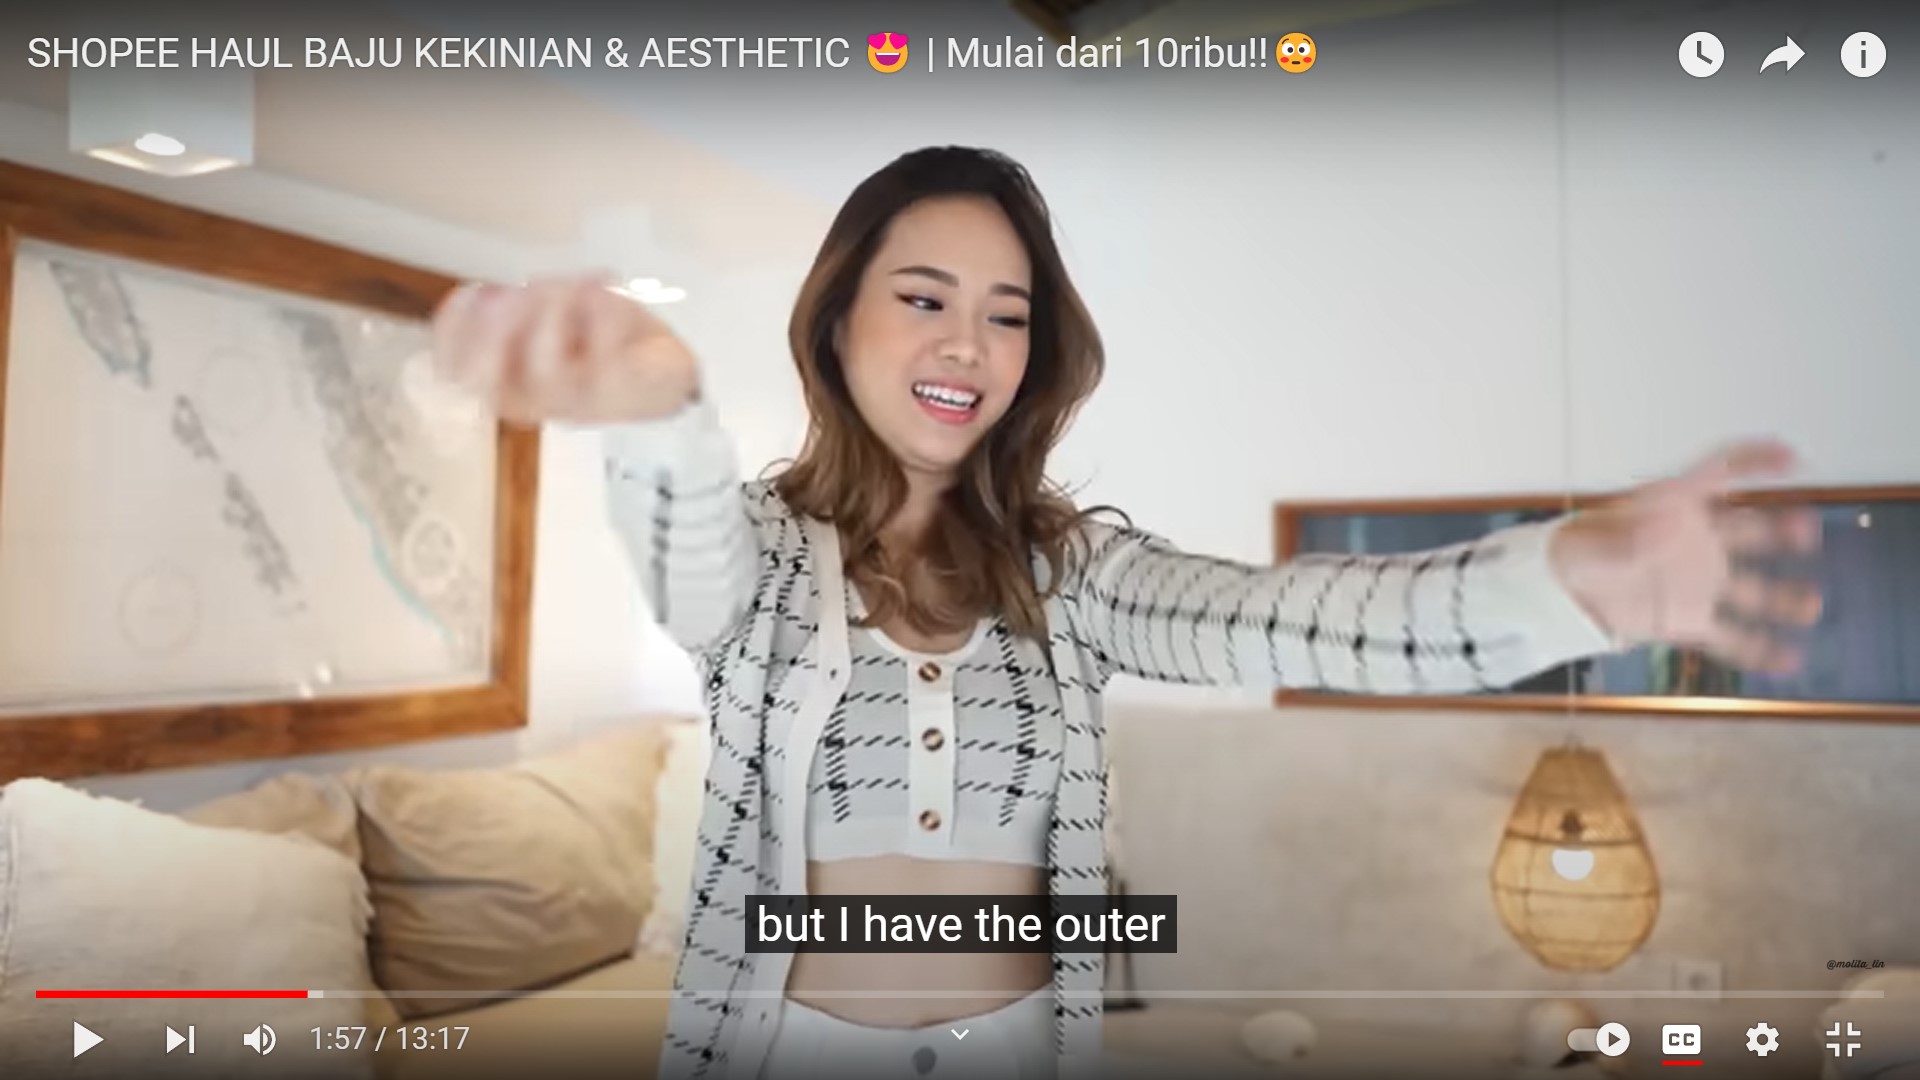 SHOPEE HAUL BAJU KEKINIAN & AESTHETIC 😍 | Mulai dari 10ribu!!😳
but I have the outer
@molita_lin
1:57 / 13:17
CC